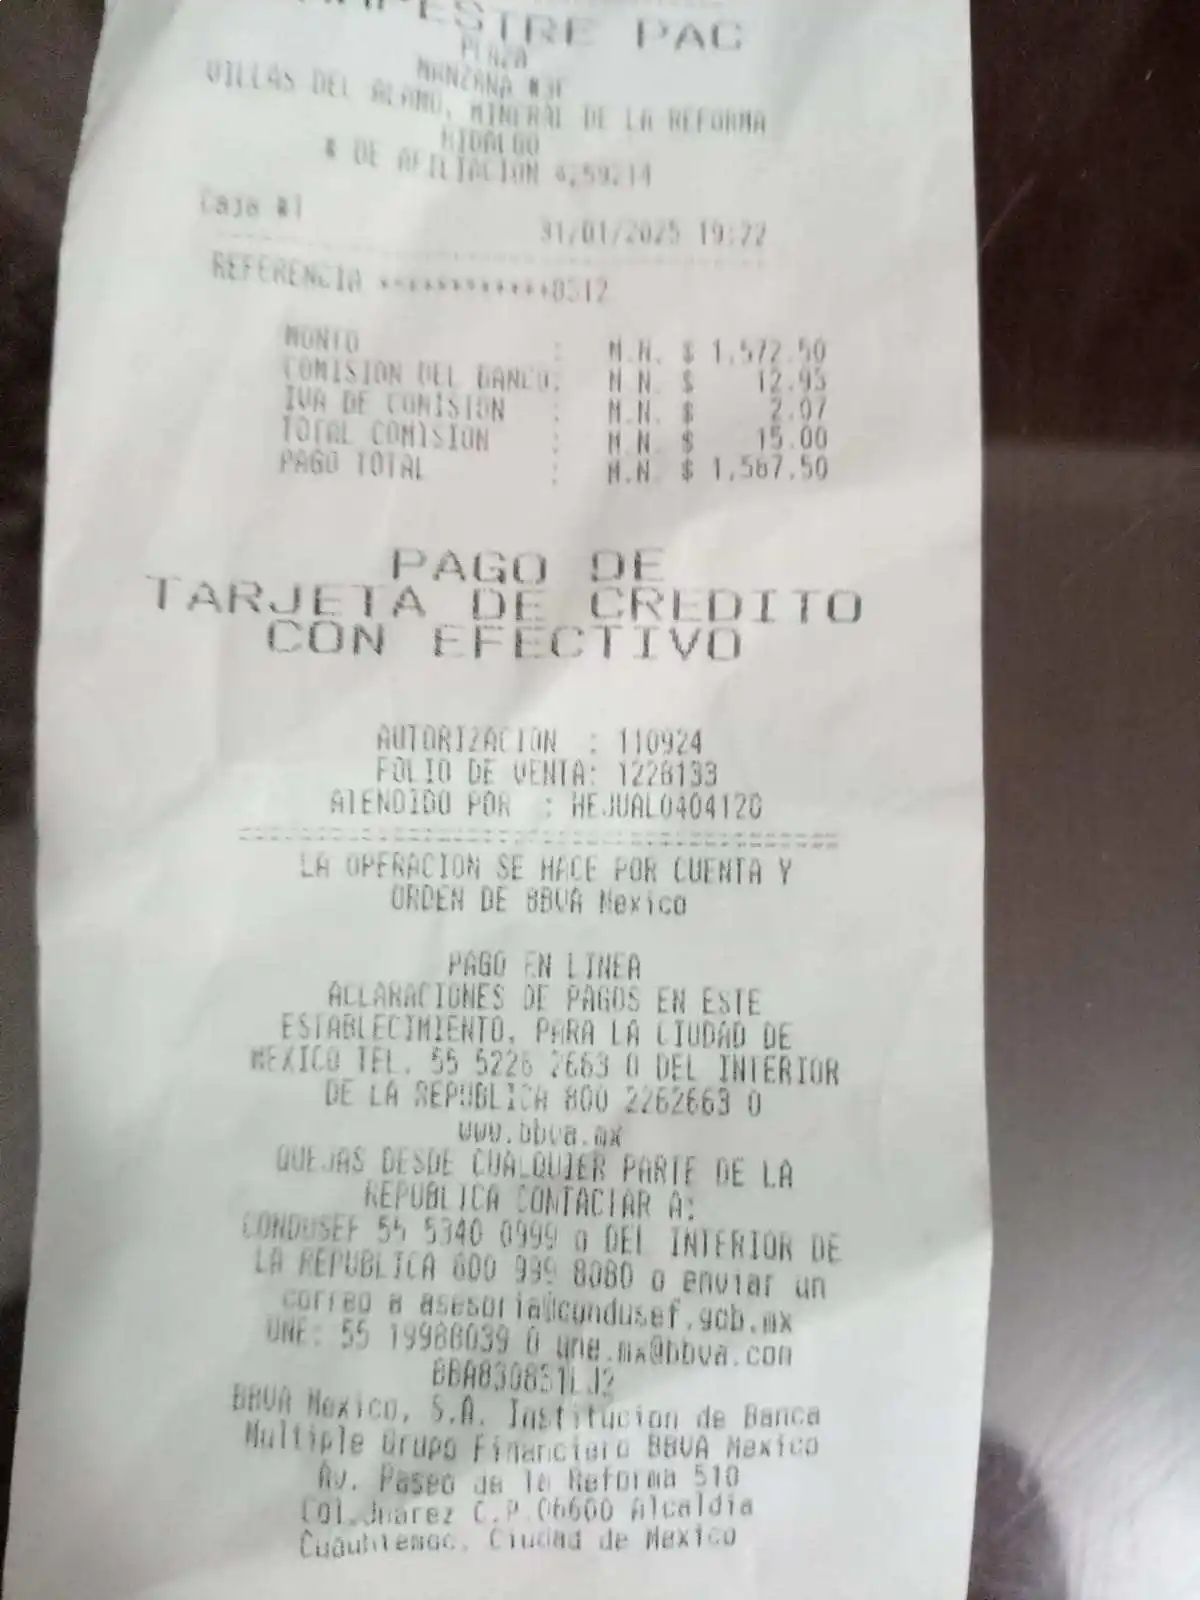 PAC
PLAZA
MANZANA #3F
VILLAS DEL ALAMO, MINERAL DE LA REFORMA
HIDALGO
# DE AFILIACION 4259214
Caja #1
31/01/2025 19:22
REFERENCIA ************0512
MONTO : M.N. $ 1,572.50
COMISION DEL BANCO: M.N. $ 12.93
IVA DE COMISION : M.N. $ 2.07
TOTAL COMISION : M.N. $ 15.00
PAGO TOTAL : M.N. $ 1,587.50
PAGO DE
TARJETA DE CREDITO
CON EFECTIVO
AUTORIZACION : 110924
FOLIO DE VENTA: 1228133
ATENDIDO POR : HEJUAL0404120
LA OPERACION SE HACE POR CUENTA Y
ORDEN DE BBVA Mexico
PAGO EN LINEA
ACLARACIONES DE PAGOS EN ESTE
ESTABLECIMIENTO, PARA LA CIUDAD DE
MEXICO TEL. 55 5226 2663 O DEL INTERIOR
DE LA REPUBLICA 800 2262663 O
www.bbva.mx
QUEJAS DESDE CUALQUIER PARTE DE LA
REPUBLICA CONTACTAR A:
CONDUSEF 55 5340 0999 o DEL INTERIOR DE
LA REPUBLICA 800 999 8080 o enviar un
correo a asesoria@condusef.gob.mx
UNE: 55 19988039 O une.mx@bbva.com
BBA830831LJ2
BBVA Mexico, S.A. Institucion de Banca
Multiple Grupo Financiero BBVA Mexico
Av. Paseo de la Reforma 510
Col.Juarez C.P.06600 Alcaldia
Cuauhtemoc, Ciudad de Mexico